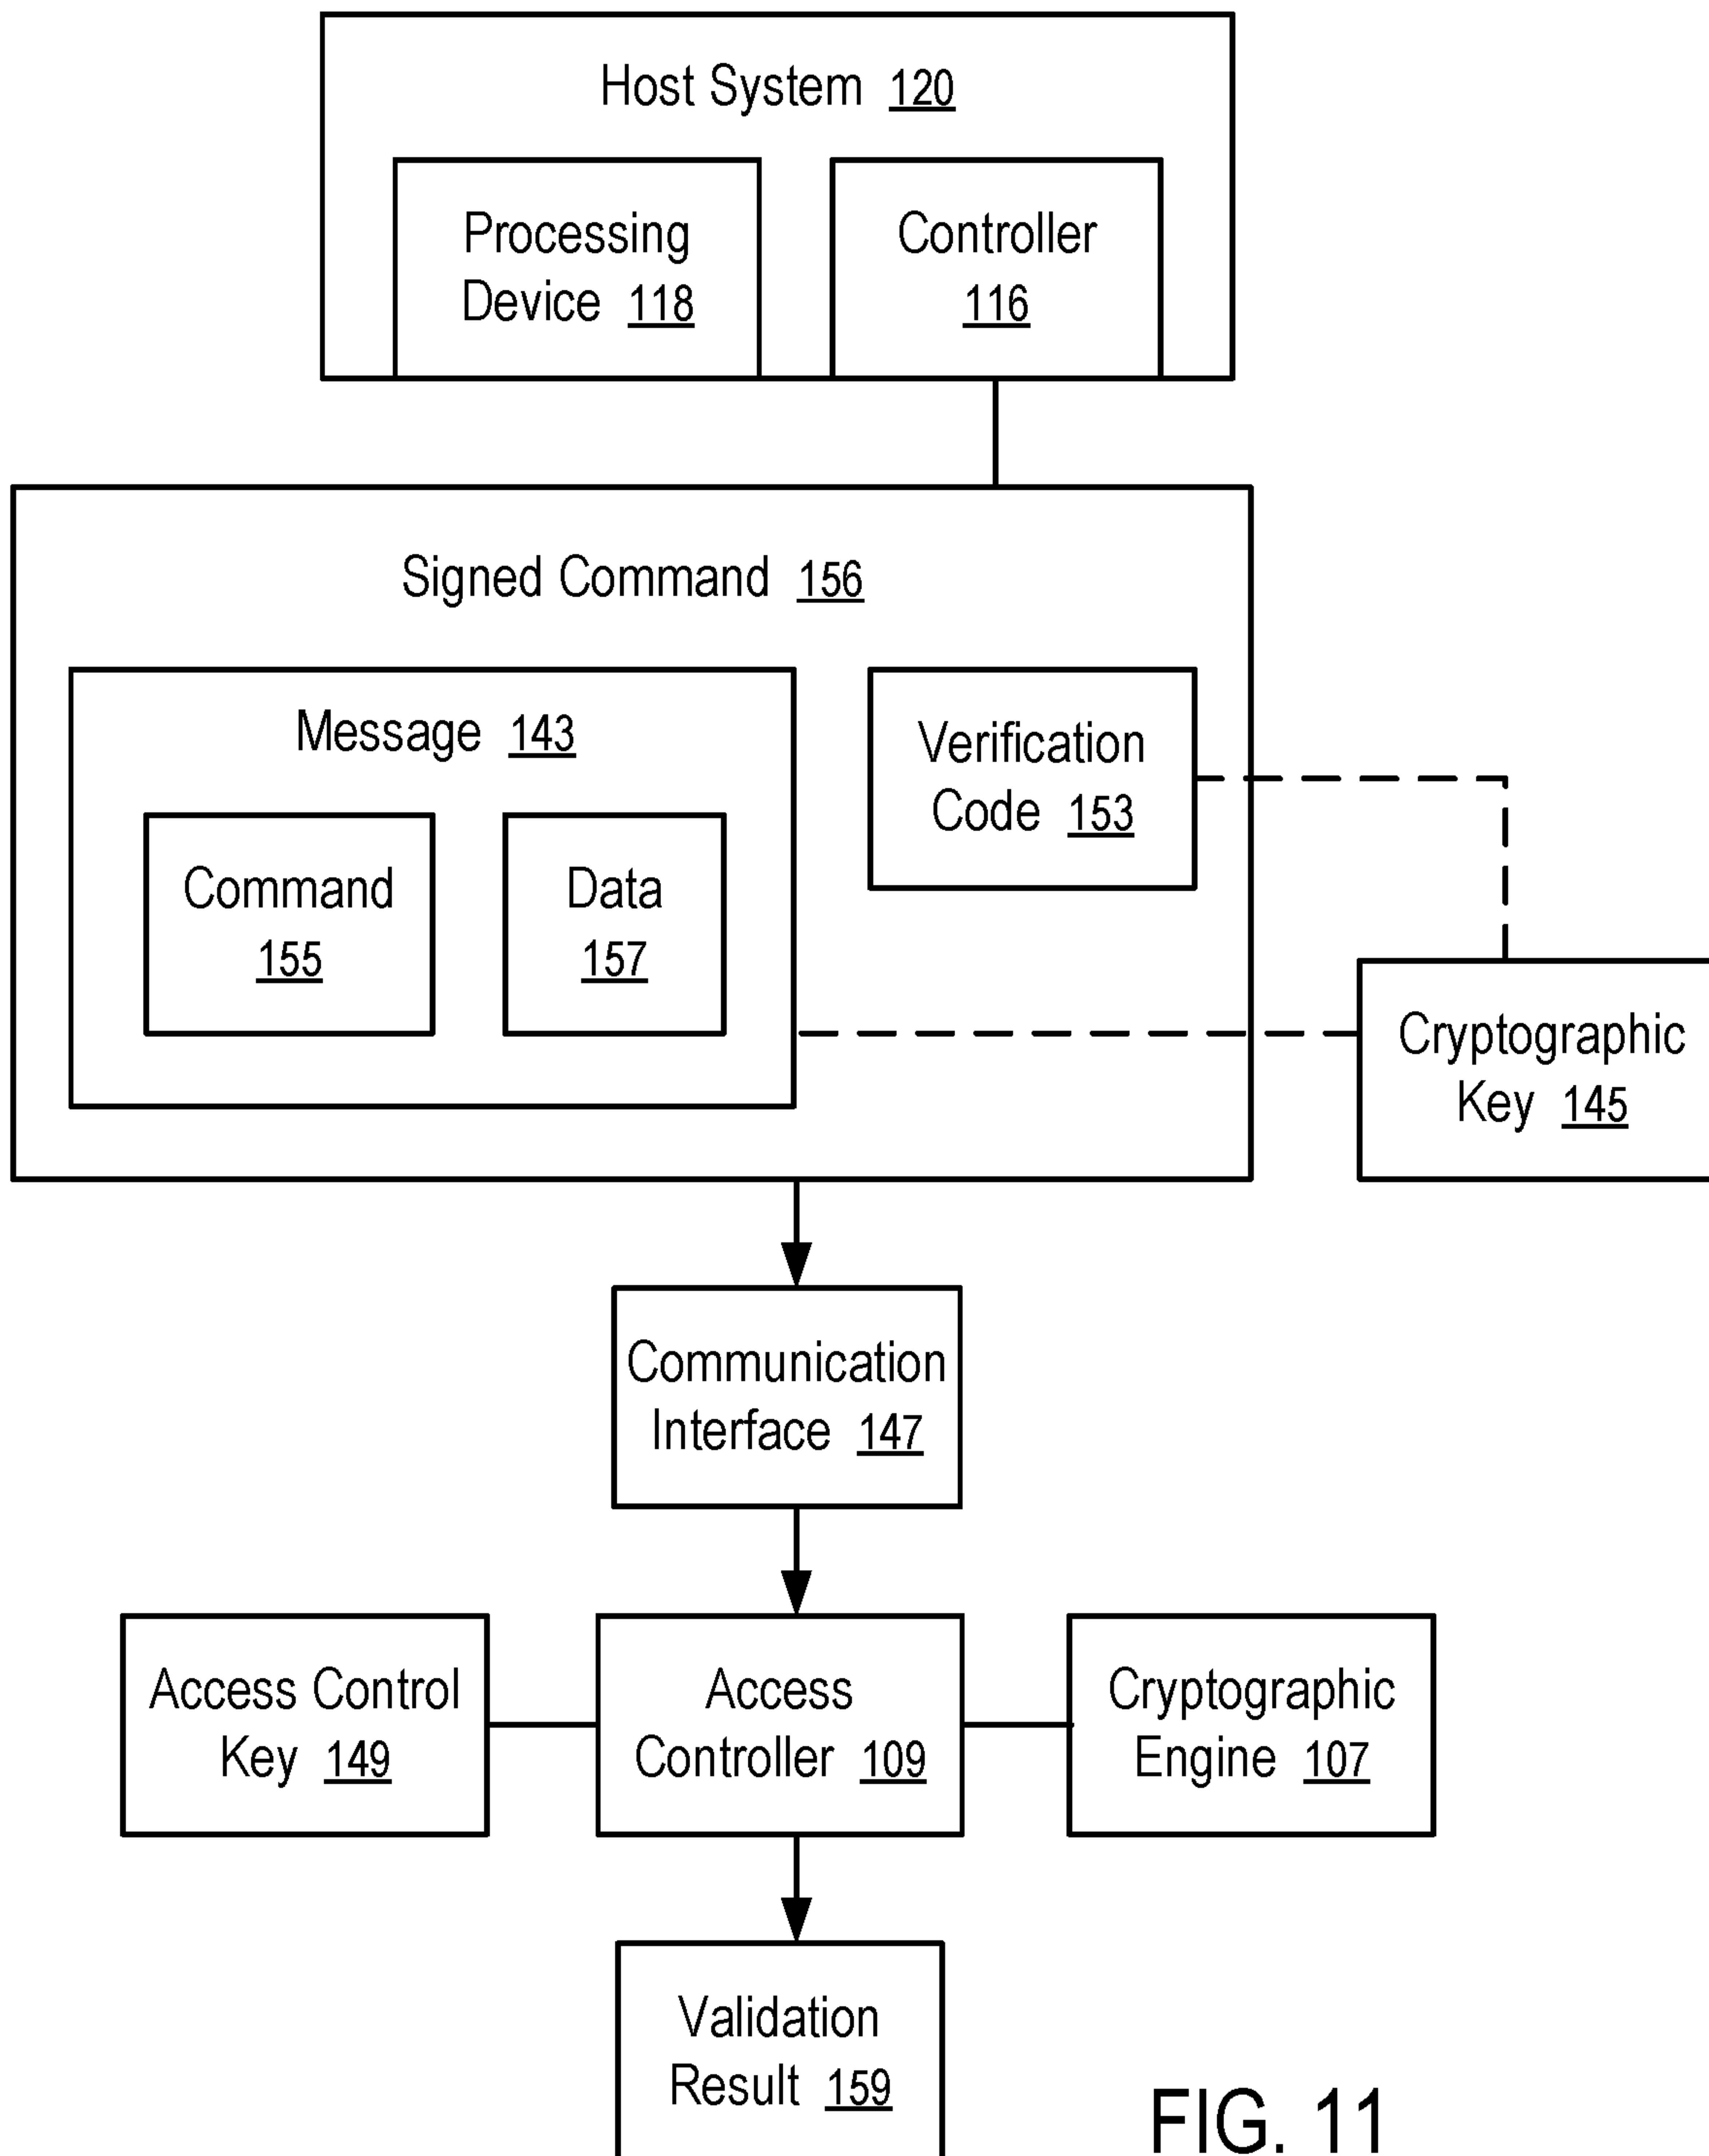 Host System 120
Processing
Device 118
Controller
116
Signed Command 156
Message 143
Command
155
Data
157
Verification
Code 153
Cryptographic
Key 145
Communication
Interface 147
Access Control
Key 149
Access
Controller 109
Cryptographic
Engine 107
Validation
Result 159
FIG. 11